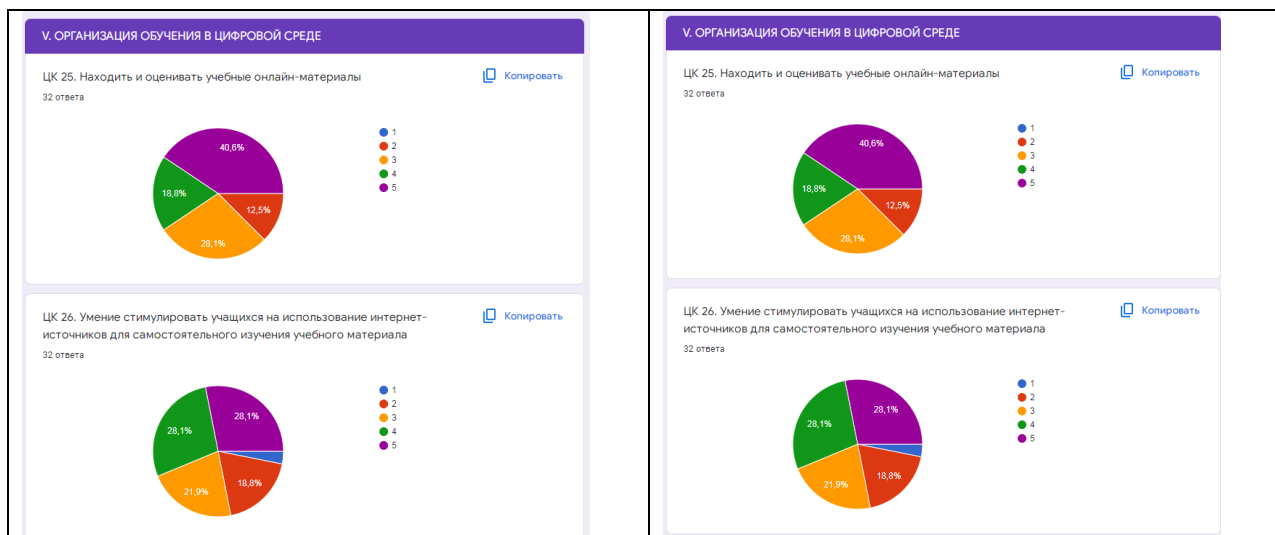 V. ОРГАНИЗАЦИЯ ОБУЧЕНИЯ В ЦИФРОВОЙ СРЕДЕ
ЦК 25. Находить и оценивать учебные онлайн-материалы
Копировать
32 ответа
40,6%
18,8%
12,5%
28,1%
1
2
3
4
5
ЦК 26. Умение стимулировать учащихся на использование интернет-
источников для самостоятельного изучения учебного материала
Копировать
32 ответа
28,1%
28,1%
18,8%
21,9%
1
2
3
4
5
V. ОРГАНИЗАЦИЯ ОБУЧЕНИЯ В ЦИФРОВОЙ СРЕДЕ
ЦК 25. Находить и оценивать учебные онлайн-материалы
Копировать
32 ответа
40,6%
18,8%
12,5%
28,1%
1
2
3
4
5
ЦК 26. Умение стимулировать учащихся на использование интернет-
источников для самостоятельного изучения учебного материала
Копировать
32 ответа
28,1%
28,1%
18,8%
21,9%
1
2
3
4
5